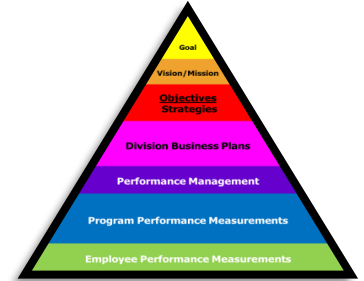 Goal
Vision/Mission
Objectives
Strategies
Division Business Plans
Performance Management
Program Performance Measurements
Employee Performance Measurements